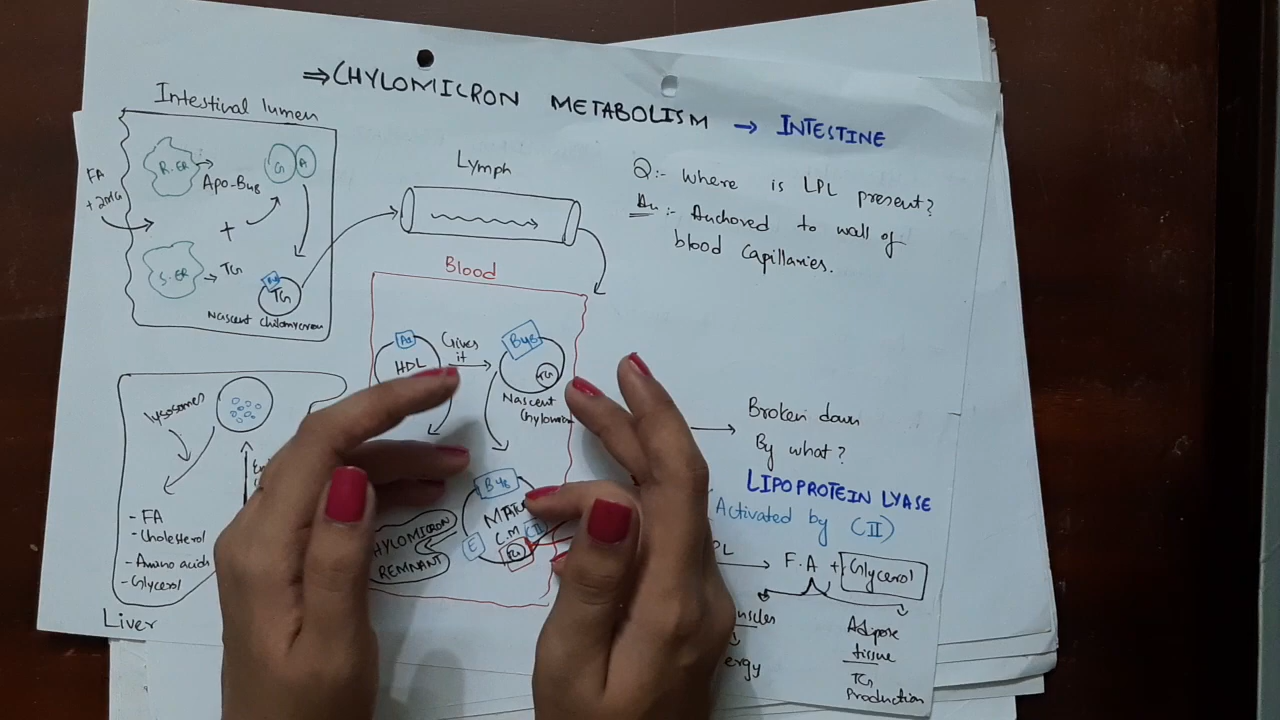 ⇒ CHYLOMICRON METABOLISM → INTESTINE
Intestinal lumen
FA
+ 2MG
R-ER
Apo-B48
G A
+
S-ER → TG
TG
Nascent Chilomycron
Lymph
Q:- Where is LPL present?
An:- Anchored to wall of
blood Capillaries.
Blood
HDL
Gives
it
B48
TG
Nascent
Chylomicron
lysosomes
- FA
- Cholesterol
- Amino acids
- Glycerol
Liver
B48
C.M
CII
E
CHYLOMICRON
REMNANT
Broken down
By what?
LIPOPROTEIN LYASE
Activated by CII
F.A + Glycerol
Adipose
tissue
TG
Production